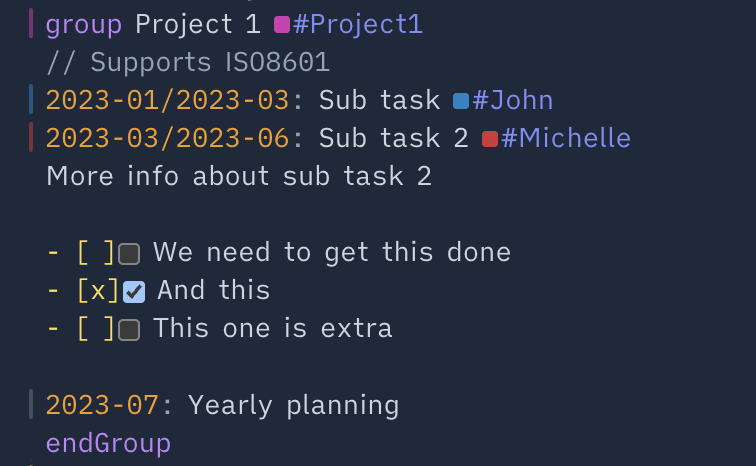 group Project 1 #Project1
// Supports ISO8601
2023-01/2023-03: Sub task #John
2023-03/2023-06: Sub task 2 #Michelle
More info about sub task 2
- [ ] We need to get this done
- [x] And this
- [ ] This one is extra
2023-07: Yearly planning
endGroup